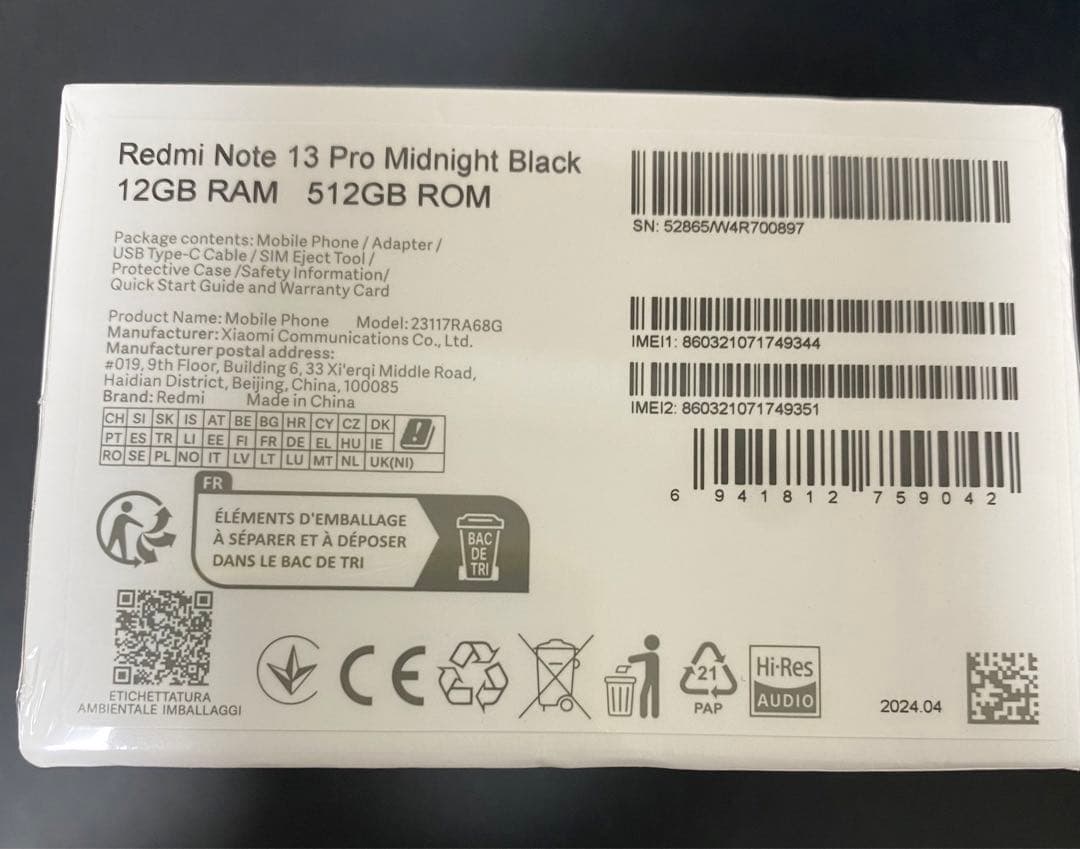 Redmi Note 13 Pro Midnight Black
12GB RAM 512GB ROM
Package contents: Mobile Phone / Adapter /
USB Type-C Cable / SIM Eject Tool /
Protective Case /Safety Information/
Quick Start Guide and Warranty Card
Product Name: Mobile Phone Model: 23117RA68G
Manufacturer: Xiaomi Communications Co., Ltd.
Manufacturer postal address:
#019, 9th Floor, Building 6, 33 Xi'erqi Middle Road,
Haidian District, Beijing, China, 100085
Brand: Redmi Made in China
CH SI SK IS AT BE BG HR CY CZ DK
PT ES TR LI EE FI FR DE EL HU IE
RO SE PL NO IT LV LT LU MT NL UK(NI)
FR
ÉLÉMENTS D'EMBALLAGE
À SÉPARER ET À DÉPOSER
DANS LE BAC DE TRI
BAC
DE
TRI
ETICHETTATURA
AMBIENTALE IMBALLAGGI
SN: 52865/W4R700897
IMEI1: 860321071749344
IMEI2: 860321071749351
6 941812 759042
CE
21
PAP
Hi-Res
AUDIO
2024.04